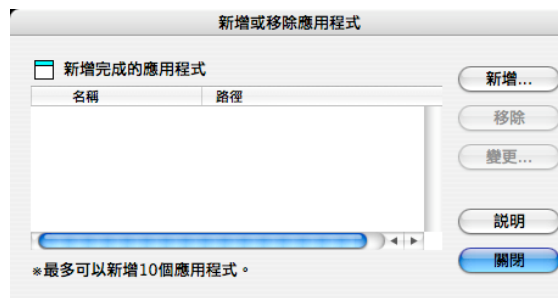 新增或移除應用程式
新增完成的應用程式
名稱
路徑
新增...
移除
變更...
説明
關閉
※最多可以新增10個應用程式。